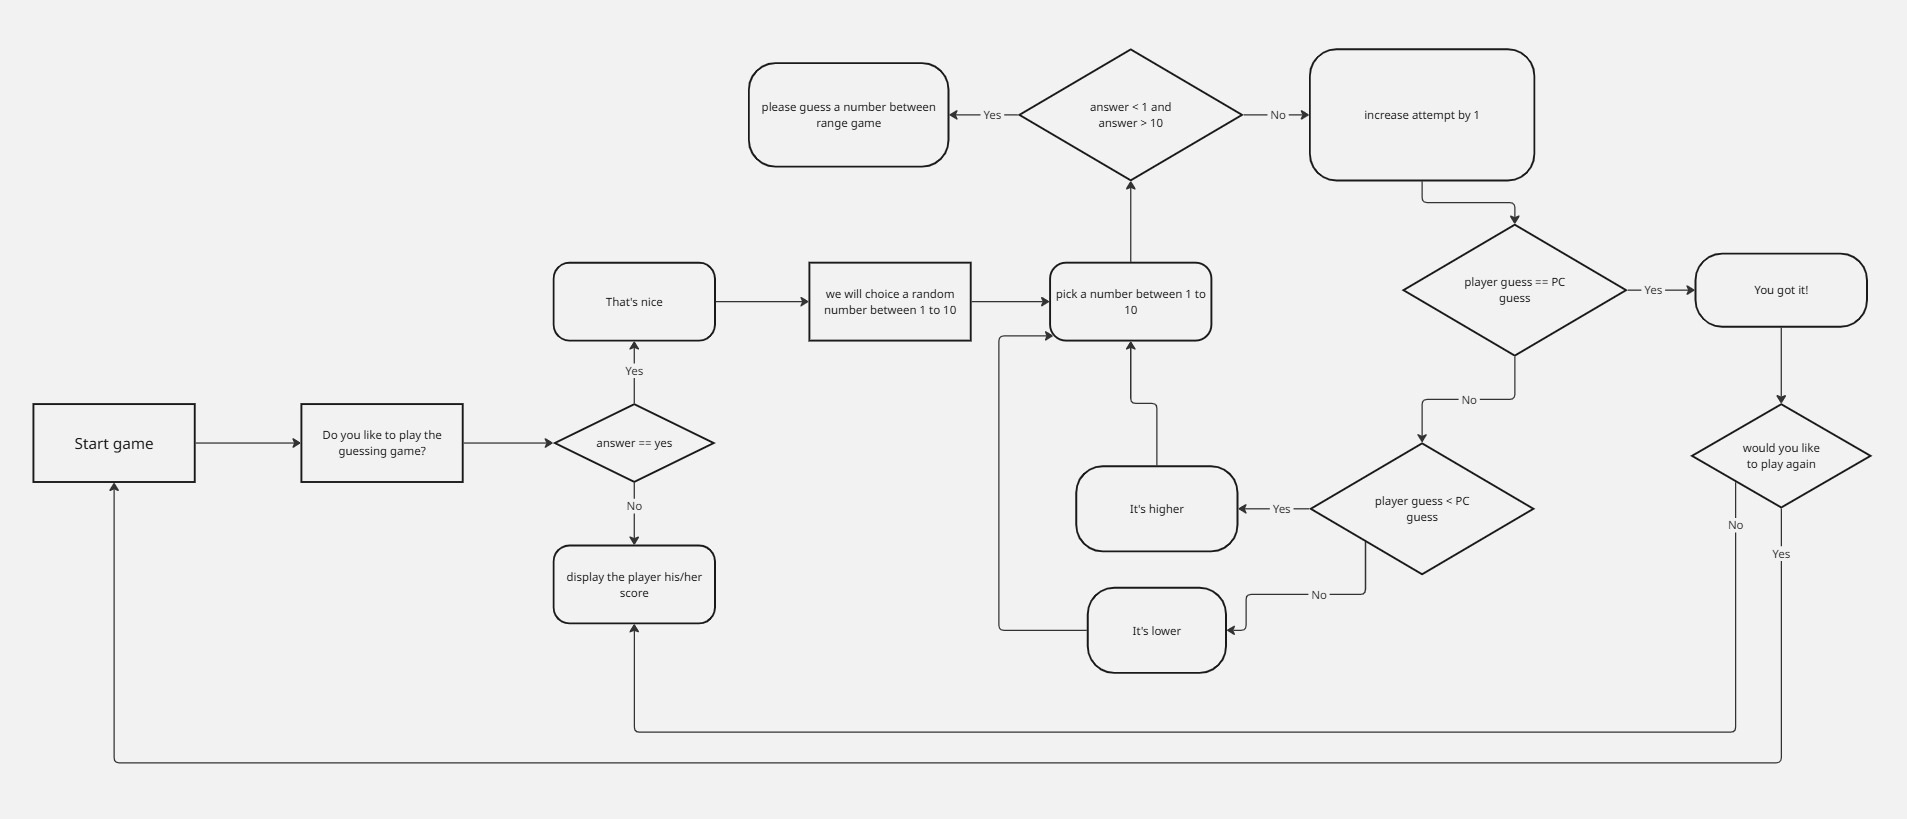 please guess a number between
range game
Yes
answer < 1 and
answer > 10
No
increase attempt by 1
That's nice
we will choice a random
number between 1 to 10
pick a number between 1 to
10
player guess == PC
guess
Yes
You got it!
Yes
No
Start game
Do you like to play the
guessing game?
answer == yes
would you like
to play again
No
It's higher
Yes
player guess < PC
guess
No
Yes
display the player his/her
score
No
It's lower